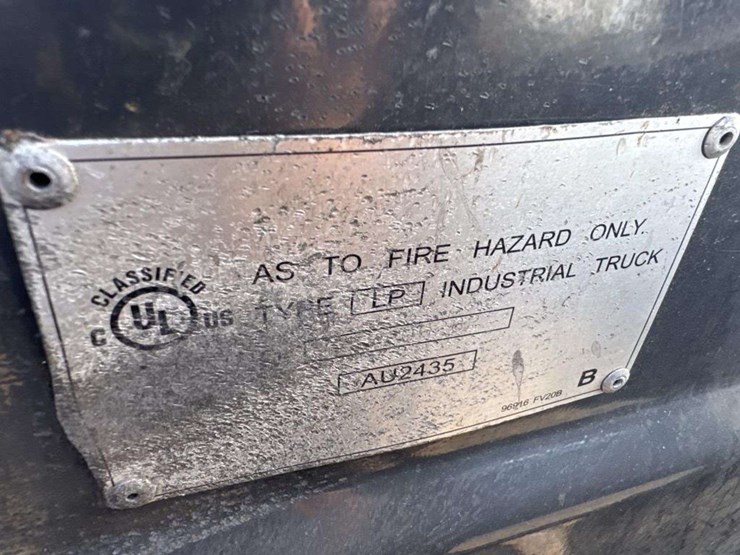 CLASSIFIED
C UL US
AS TO FIRE HAZARD ONLY.
TYPE LP INDUSTRIAL TRUCK
AU2435
96916 FV20B
B